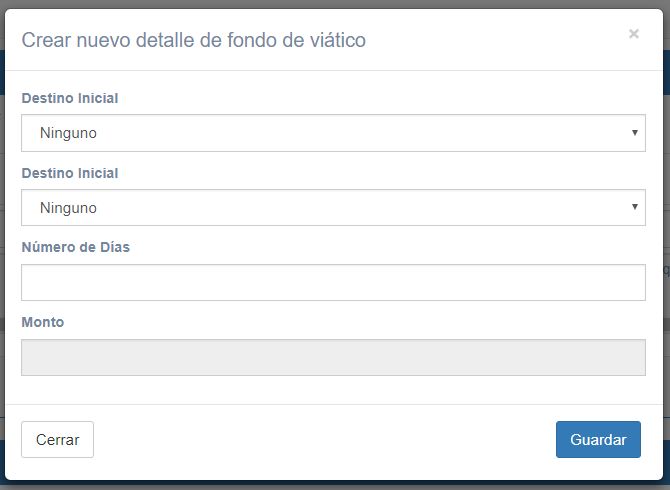 Crear nuevo detalle de fondo de viático
×
Destino Inicial
Ninguno
Destino Inicial
Ninguno
Número de Días
Monto
Cerrar
Guardar